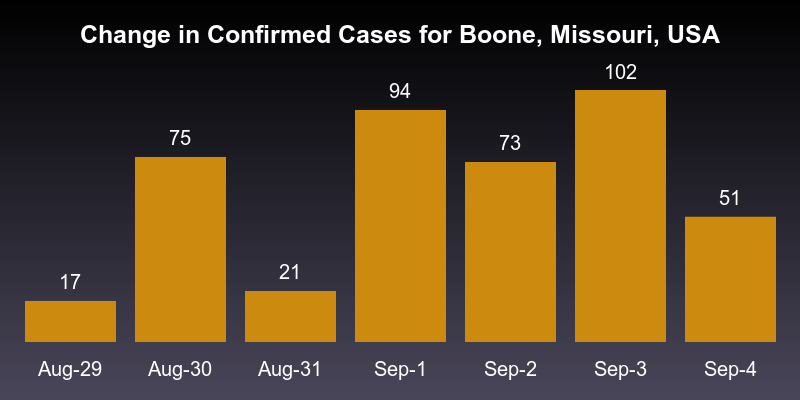 Change in Confirmed Cases for Boone, Missouri, USA
17
75
21
94
73
102
51
Aug-29
Aug-30
Aug-31
Sep-1
Sep-2
Sep-3
Sep-4